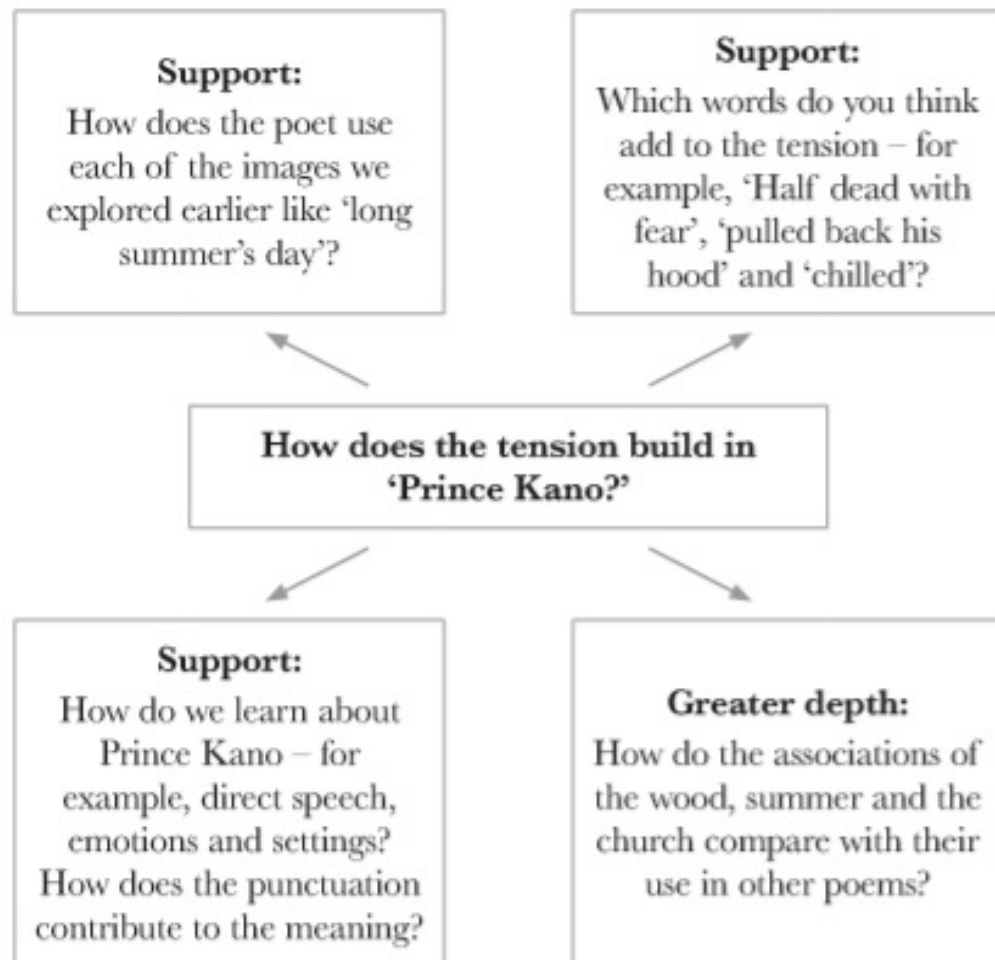 Support:
How does the poet use
each of the images we
explored earlier like ‘long
summer’s day’?
Support:
Which words do you think
add to the tension – for
example, ‘Half dead with
fear’, ‘pulled back his
hood’ and ‘chilled’?
How does the tension build in
‘Prince Kano?’
Support:
How do we learn about
Prince Kano – for
example, direct speech,
emotions and settings?
How does the punctuation
contribute to the meaning?
Greater depth:
How do the associations of
the wood, summer and the
church compare with their
use in other poems?